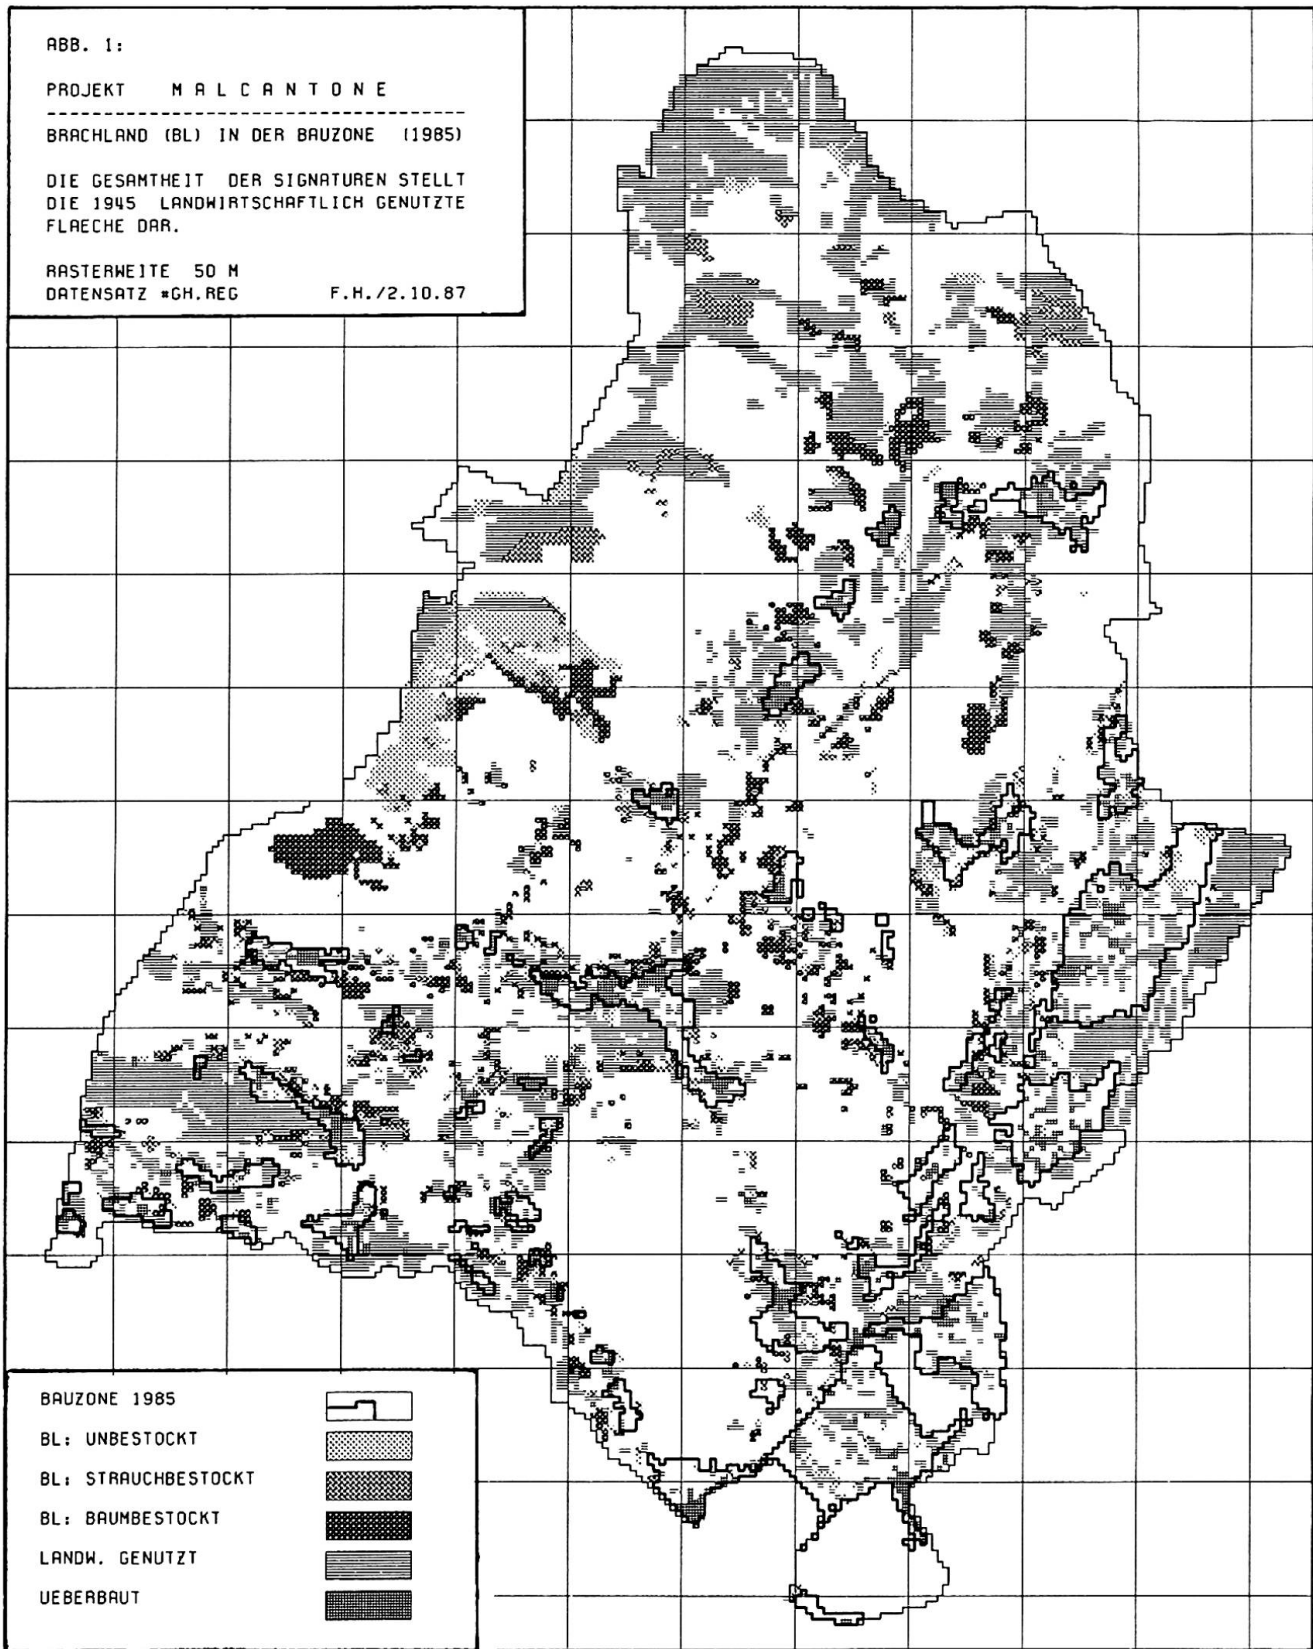 ABB. 1:
PROJEKT MALCANTONE
BRACHLAND (BL) IN DER BAUZONE (1985)
DIE GESAMTHEIT DER SIGNATUREN STELLT
DIE 1945 LANDWIRTSCHAFTLICH GENUTZTE
FLAECHE DAR.
RASTERWEITE 50 M
DATENSATZ *GH.REG F.H./2.10.87
BAUZONE 1985
BL: UNBESTOCKT
BL: STRAUCHBESTOCKT
BL: BAUMBESTOCKT
LANDW. GENUTZT
UEBERBAUT